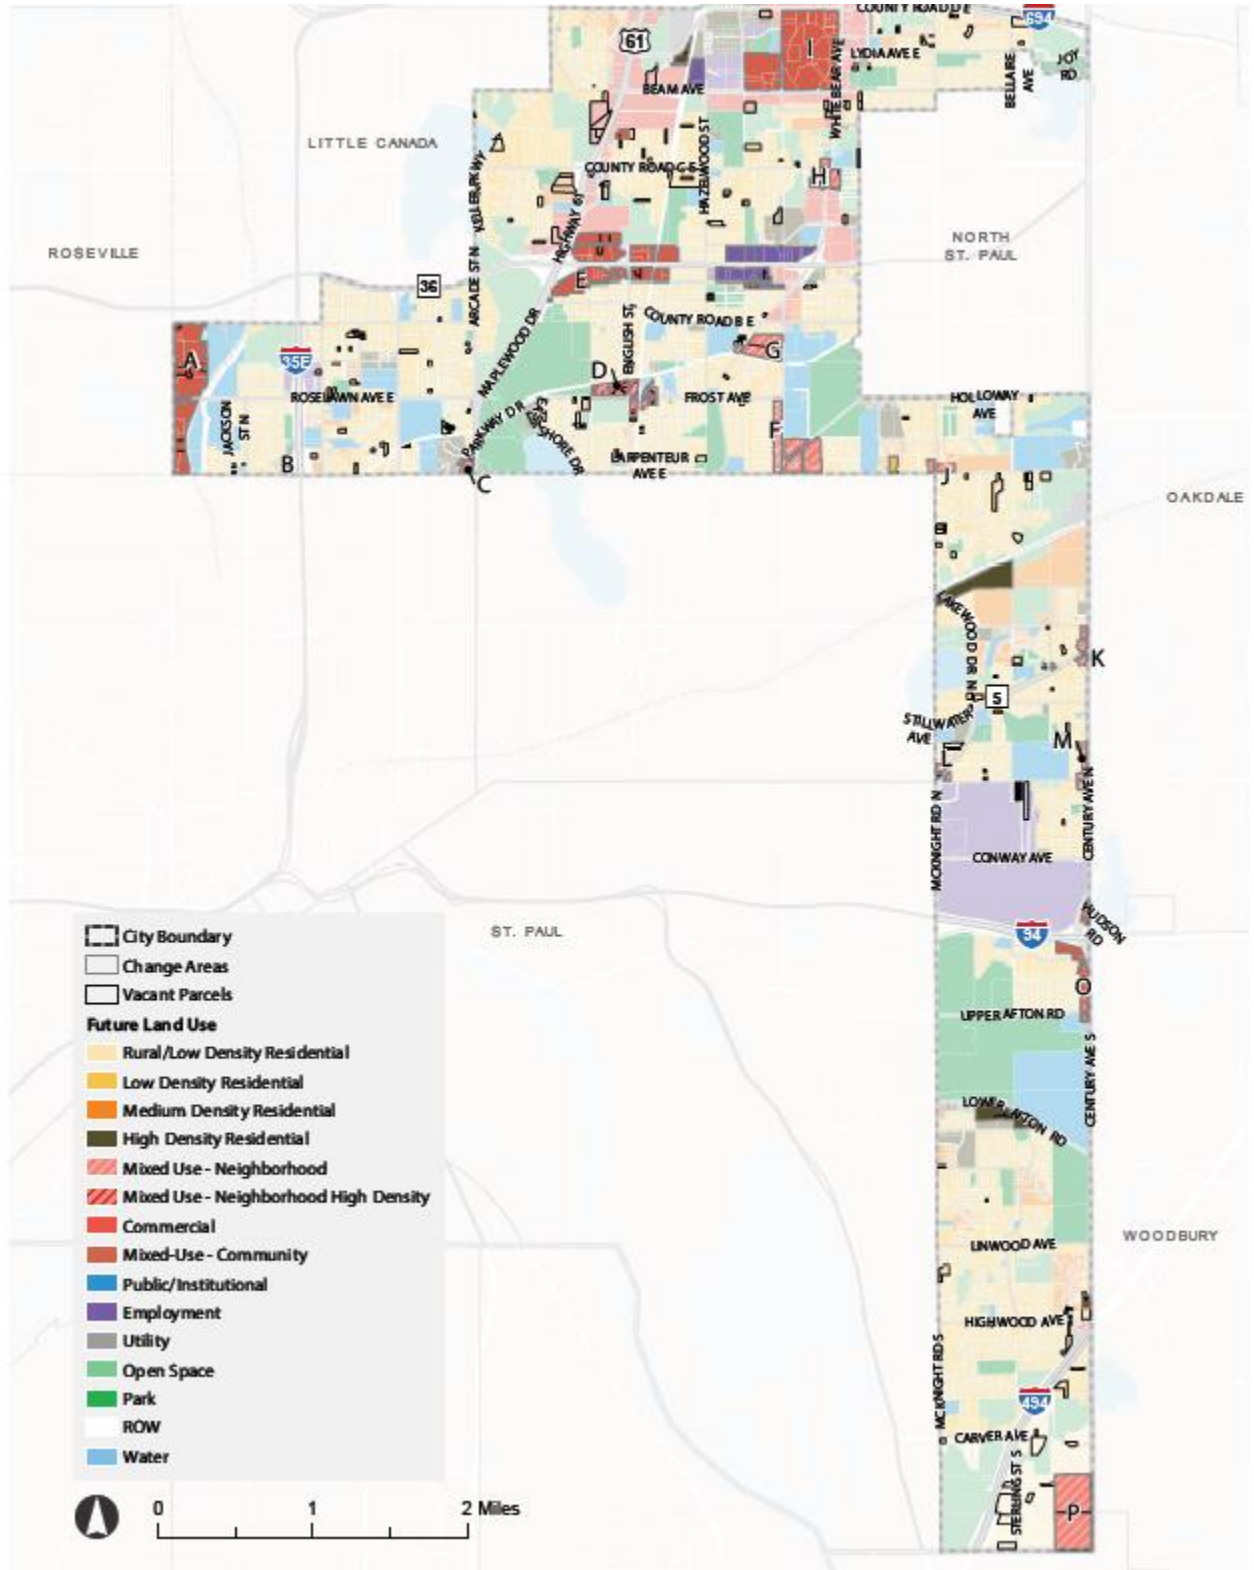 COUNTY ROAD D E
694
61
I
LYDIA AVE E
WHITE BEAR AVE
BELLAIRE
AVE
JOY
RD
BEAM AVE
LITTLE CANADA
HAZELWOOD ST
COUNTY ROAD C E
KELLER PKWY
H
HIGHWAY 61
ROSEVILLE
NORTH
ST. PAUL
36
ARCADE ST N
E
MAPLEWOOD DR
ENGLISH ST
COUNTY ROAD B E
A
35E
D
G
ROSELAWN AVE E
FROST AVE
HOLLOWAY
AVE
JACKSON
ST N
PARKWAY DR
EAST SHORE DR
F
B
LARPENTEUR
AVE E
C
J
OAKDALE
LAKEWOOD DR N
K
5
STILLWATER
AVE
M
L
MCKNIGHT RD N
CENTURY AVE N
CONWAY AVE
HUDSON
RD
94
ST. PAUL
O
UPPER AFTON RD
CENTURY AVE S
LOWER AFTON RD
WOODBURY
LINWOOD AVE
HIGHWOOD AVE
MCKNIGHT RD S
494
CARVER AVE
STERLING ST S
P
City Boundary
Change Areas
Vacant Parcels
Future Land Use
Rural/Low Density Residential
Low Density Residential
Medium Density Residential
High Density Residential
Mixed Use - Neighborhood
Mixed Use - Neighborhood High Density
Commercial
Mixed-Use - Community
Public/Institutional
Employment
Utility
Open Space
Park
ROW
Water
0 1 2 Miles